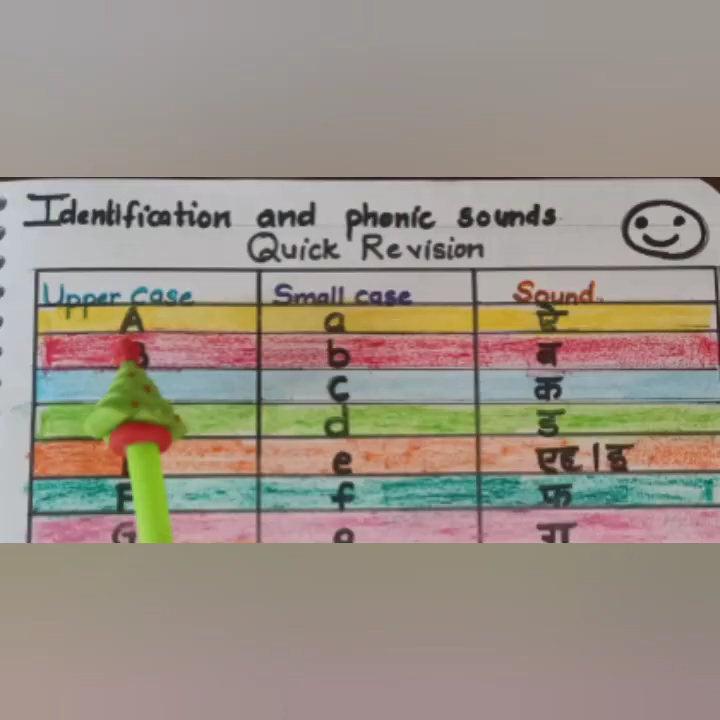 Identification and phonic sounds
Quick Revision
Upper case Small case Sound
A a ऐ
B b ब
c क
d ड
e एह।इ
F f फ
G g ग